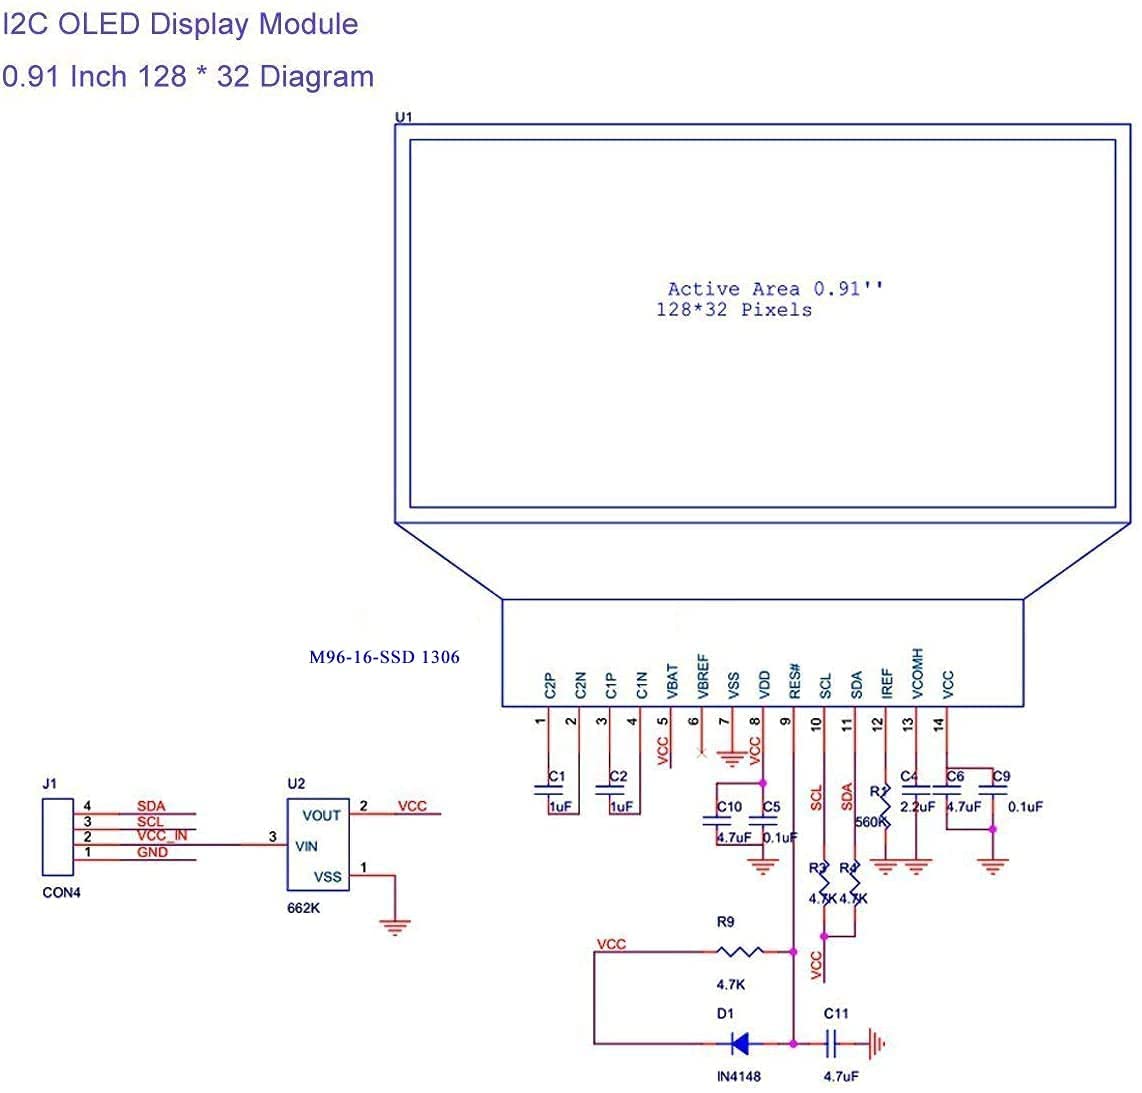 I2C OLED Display Module
0.91 Inch 128 * 32 Diagram
U1
Active Area 0.91''
128*32 Pixels
M96-16-SSD 1306
C2P
C2N
C1P
C1N
VBAT
VBREF
VSS
VDD
RES#
SCL
SDA
IREF
VCOMH
VCC
1
2
3
4
5
6
7
8
9
10
11
12
13
14
VCC
VCC
C1
1uF
C2
1uF
C10
4.7uF
C5
0.1uF
SCL
SDA
R1
560K
C4
2.2uF
C6
4.7uF
C9
0.1uF
R3
4.7K
R4
4.7K
VCC
J1
4 SDA
3 SCL
2 VCC_IN
1 GND
CON4
U2
3
VOUT
VIN
VSS
2 VCC
1
662K
R9
VCC
4.7K
D1
IN4148
C11
4.7uF